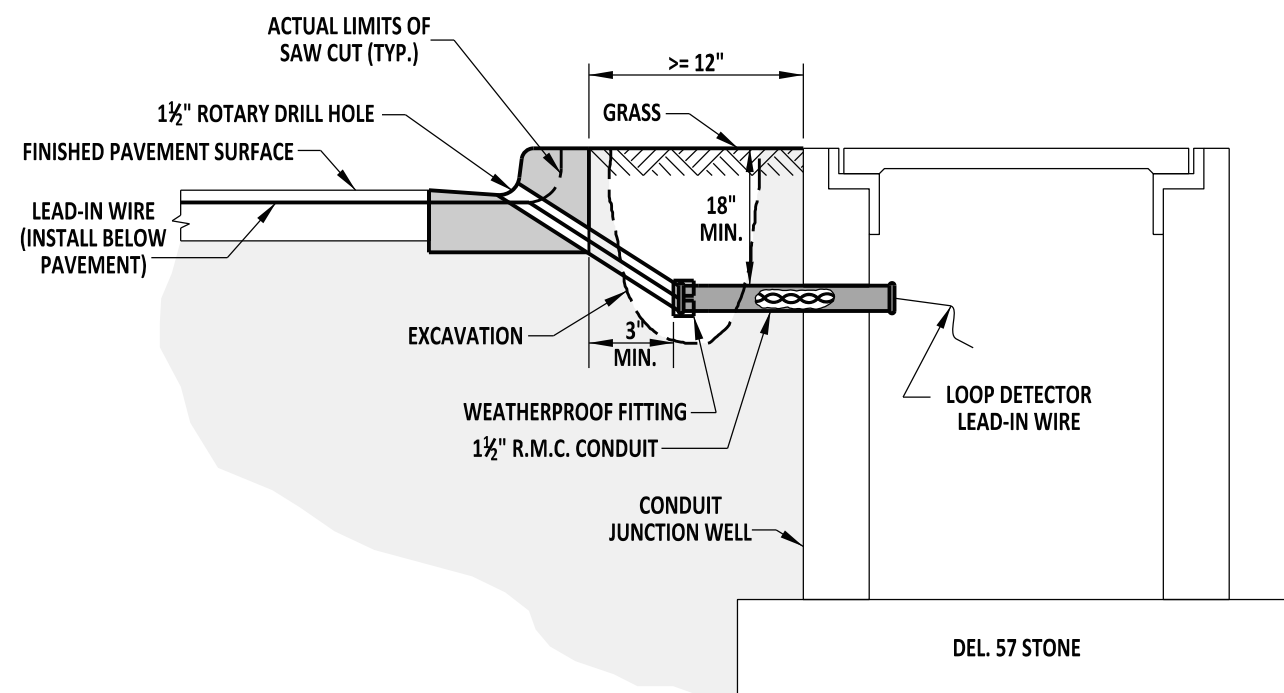 ACTUAL LIMITS OF
SAW CUT (TYP.)
>= 12"
1½" ROTARY DRILL HOLE
GRASS
FINISHED PAVEMENT SURFACE
LEAD-IN WIRE
(INSTALL BELOW
PAVEMENT)
18"
MIN.
EXCAVATION
3"
MIN.
WEATHERPROOF FITTING
1½" R.M.C. CONDUIT
LOOP DETECTOR
LEAD-IN WIRE
CONDUIT
JUNCTION WELL
DEL. 57 STONE